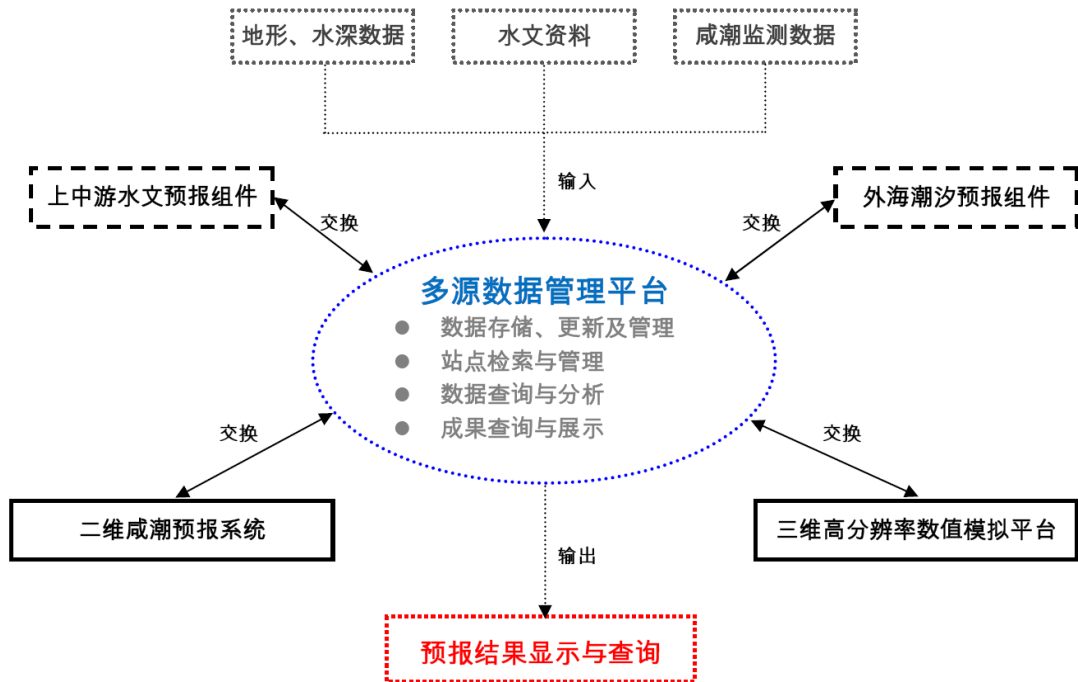 地形、水深数据
水文资料
咸潮监测数据
输入
上中游水文预报组件
外海潮汐预报组件
交换
交换
多源数据管理平台
● 数据存储、更新及管理
● 站点检索与管理
● 数据查询与分析
● 成果查询与展示
交换
交换
二维咸潮预报系统
三维高分辨率数值模拟平台
输出
预报结果显示与查询